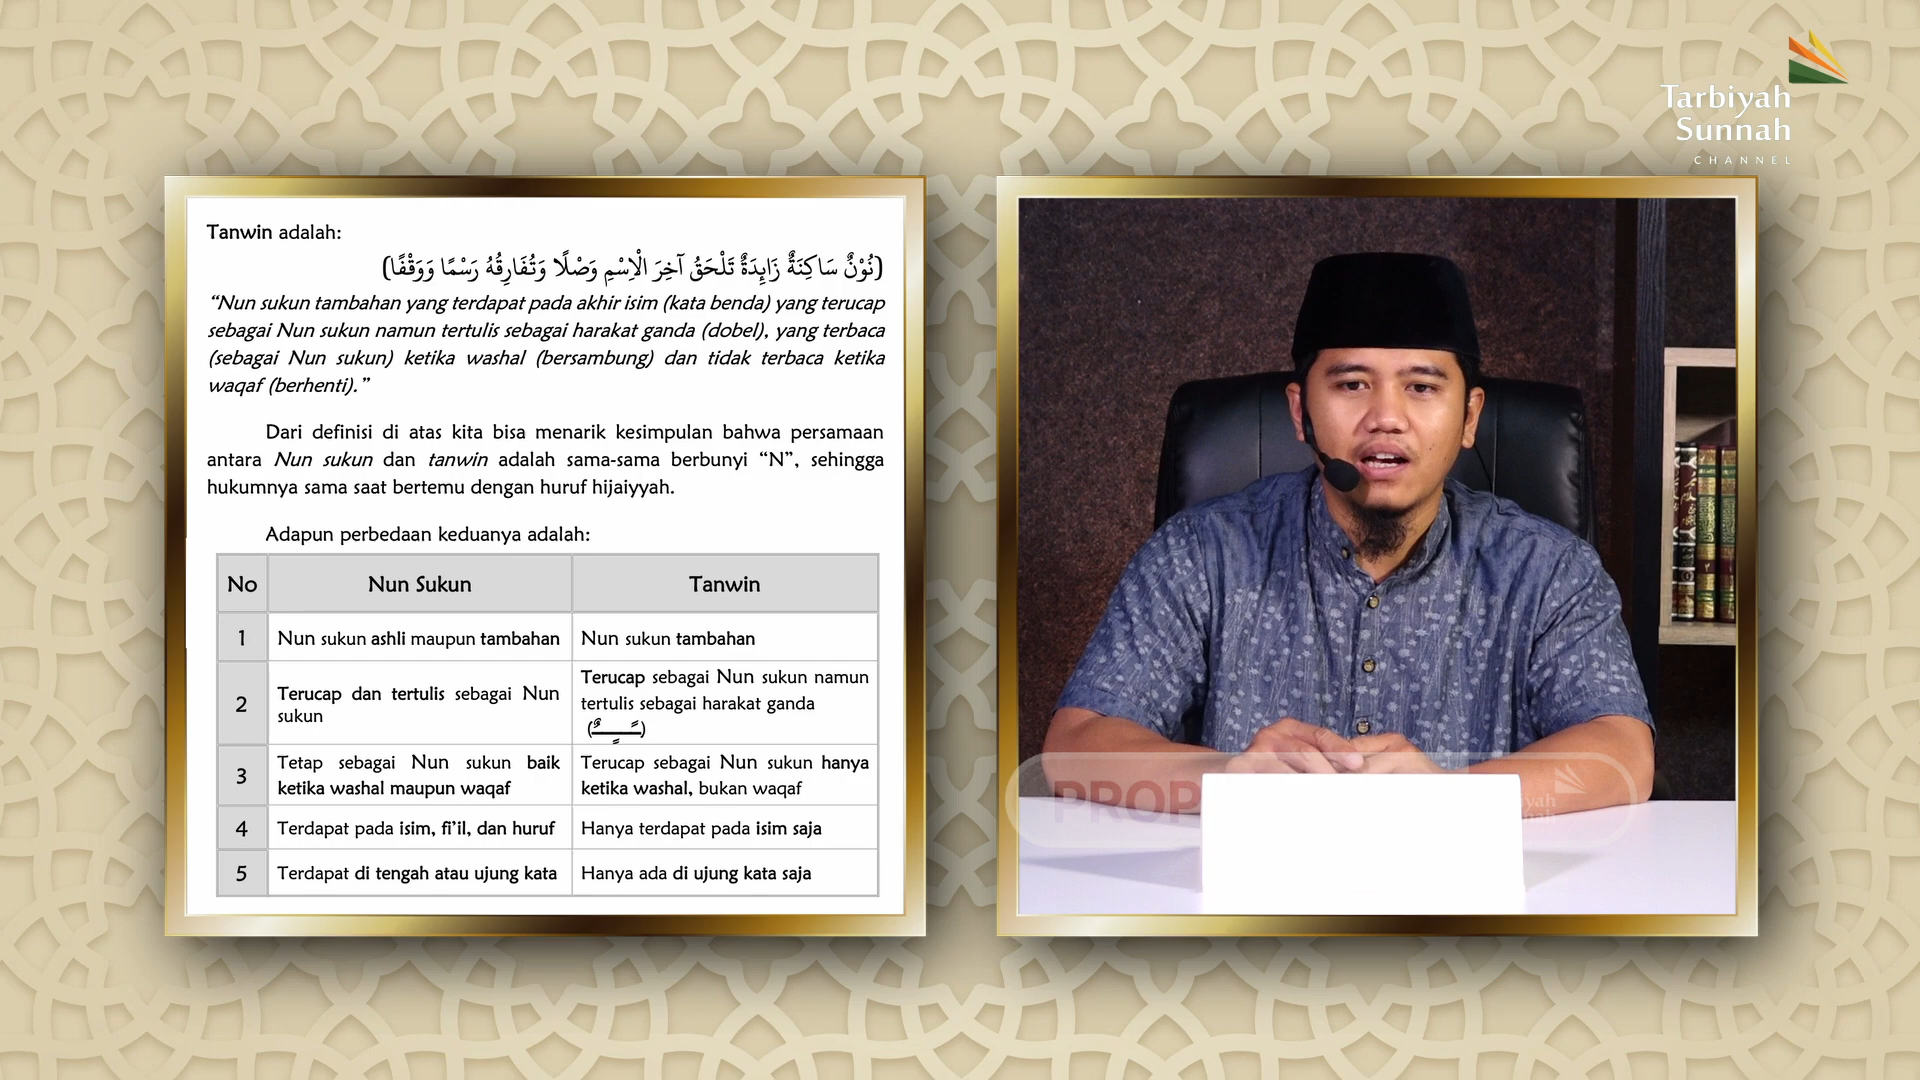 Tarbiyah
Sunnah
CHANNEL
Tanwin adalah:
(نُوْنٌ سَاكِنَةٌ زَائِدَةٌ تَلْحَقُ آخِرَ الْاِسْمِ وَصْلًا وَتُفَارِقُهُ رَسْمًا وَوَقْفًا)
“Nun sukun tambahan yang terdapat pada akhir isim (kata benda) yang terucap
sebagai Nun sukun namun tertulis sebagai harakat ganda (dobel), yang terbaca
(sebagai Nun sukun) ketika washal (bersambung) dan tidak terbaca ketika
waqaf (berhenti).”
Dari definisi di atas kita bisa menarik kesimpulan bahwa persamaan
antara Nun sukun dan tanwin adalah sama-sama berbunyi “N”, sehingga
hukumnya sama saat bertemu dengan huruf hijaiyyah.
Adapun perbedaan keduanya adalah:
No Nun Sukun Tanwin
1 Nun sukun ashli maupun tambahan Nun sukun tambahan
2 Terucap dan tertulis sebagai Nun
sukun
Terucap sebagai Nun sukun namun
tertulis sebagai harakat ganda
(ـًـٍـٌ)
3 Tetap sebagai Nun sukun baik
ketika washal maupun waqaf
Terucap sebagai Nun sukun hanya
ketika washal, bukan waqaf
4 Terdapat pada isim, fi’il, dan huruf Hanya terdapat pada isim saja
5 Terdapat di tengah atau ujung kata Hanya ada di ujung kata saja
PROP